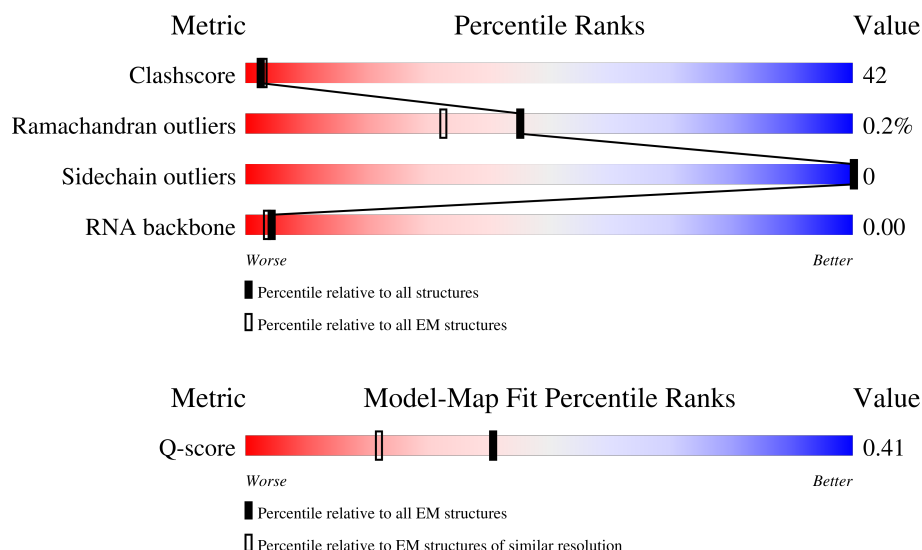 Metric Percentile Ranks Value
Clashscore 42
Ramachandran outliers 0.2%
Sidechain outliers 0
RNA backbone 0.00
Worse Better
Percentile relative to all structures
Percentile relative to all EM structures
Metric Model-Map Fit Percentile Ranks Value
Q-score 0.41
Worse Better
Percentile relative to all EM structures
Percentile relative to EM structures of similar resolution